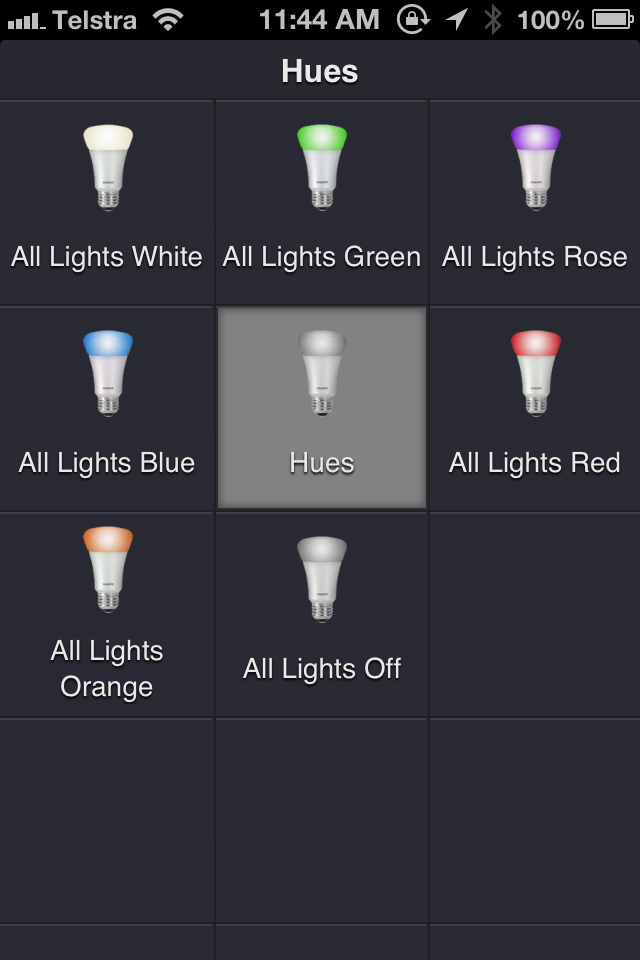 Telstra 11:44 AM 100%
Hues
All Lights White All Lights Green All Lights Rose
All Lights Blue Hues All Lights Red
All Lights
Orange
All Lights Off